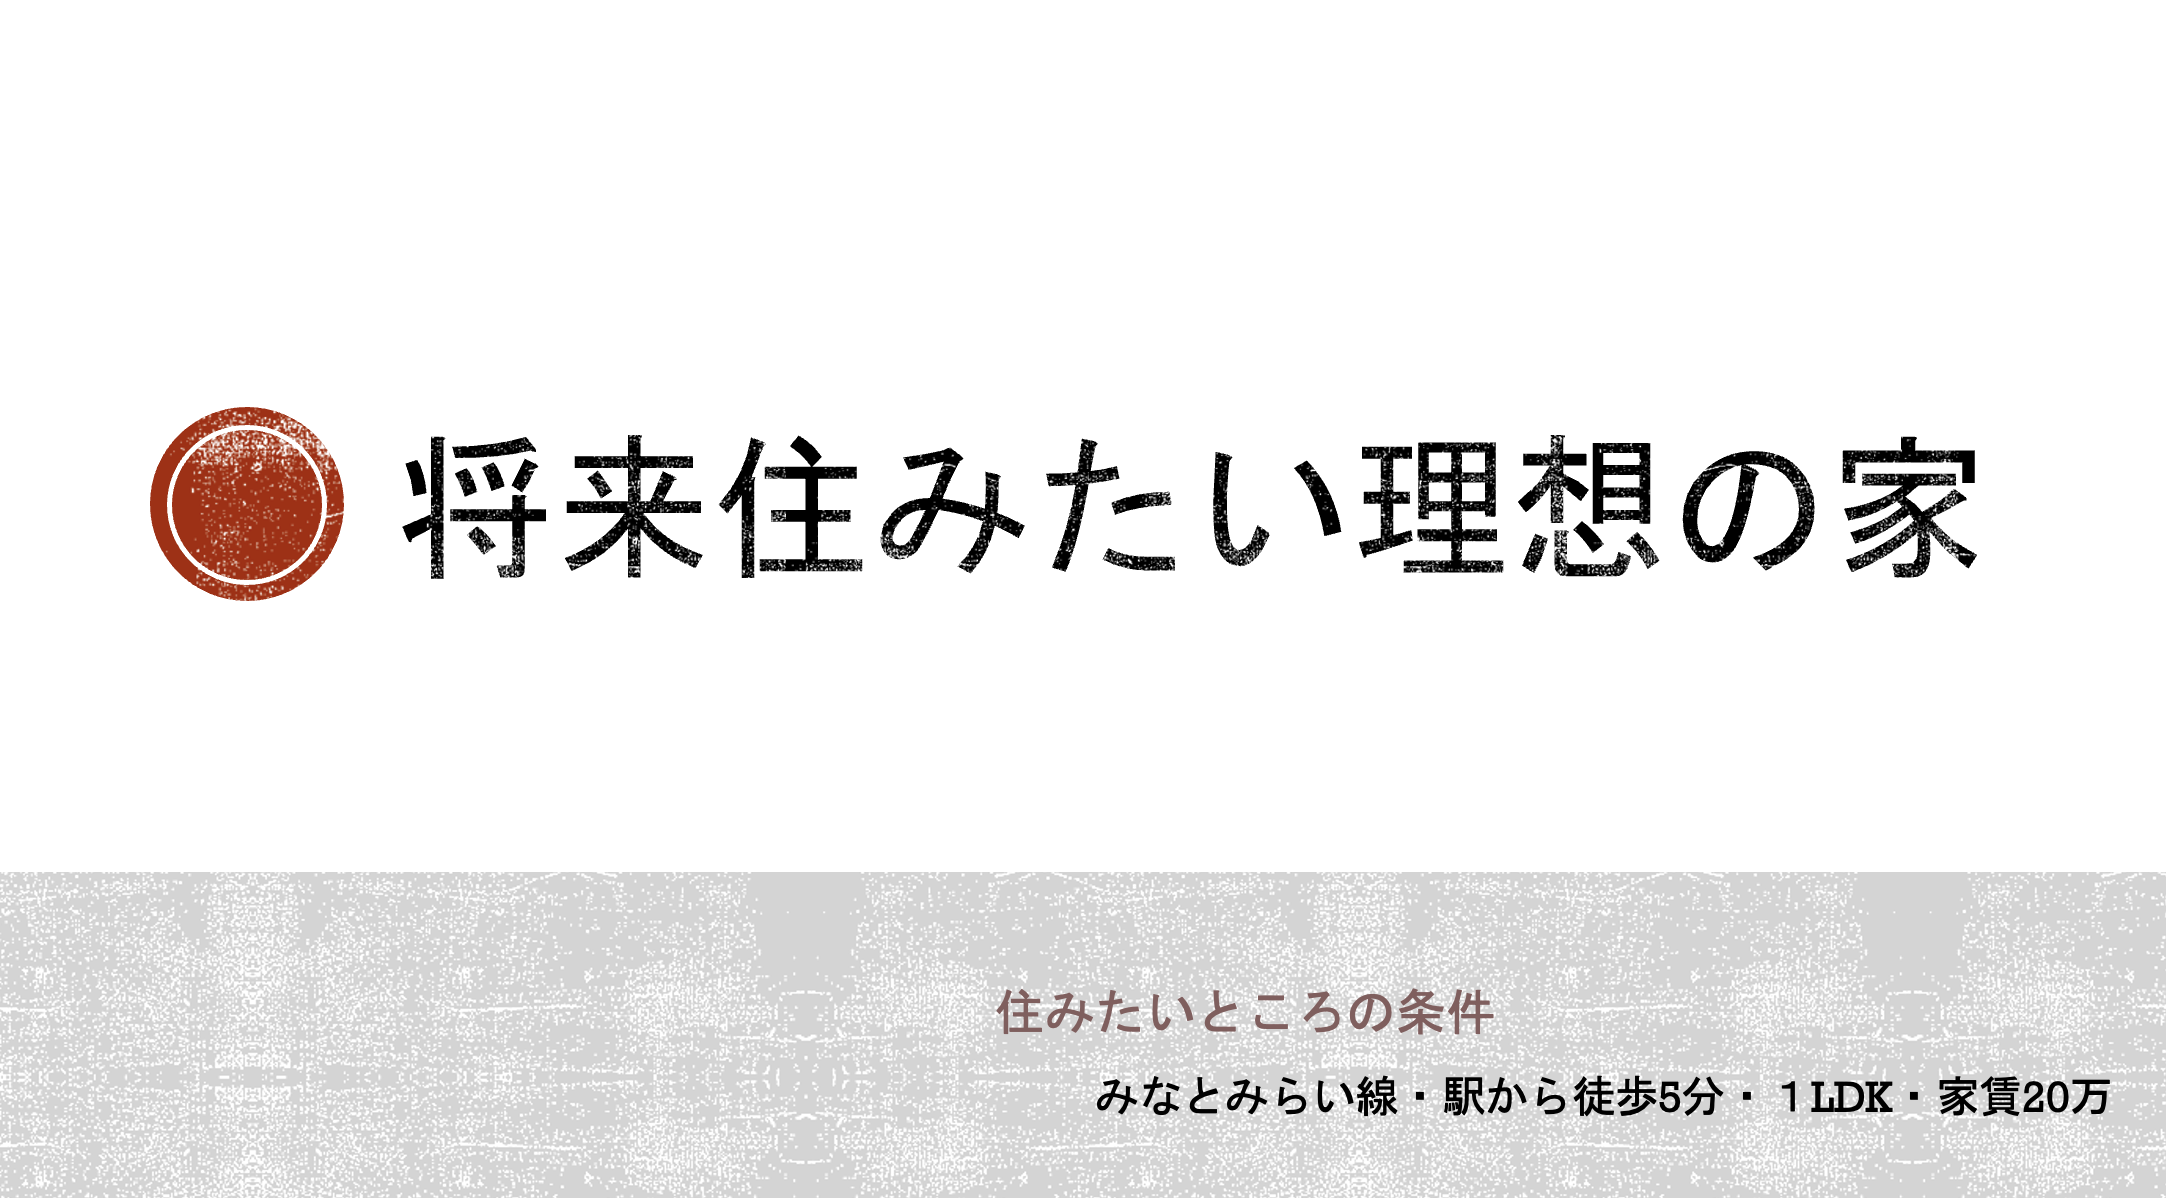 将来住みたい理想の家
住みたいところの条件
みなとみらい線・駅から徒歩5分・１LDK・家賃20万